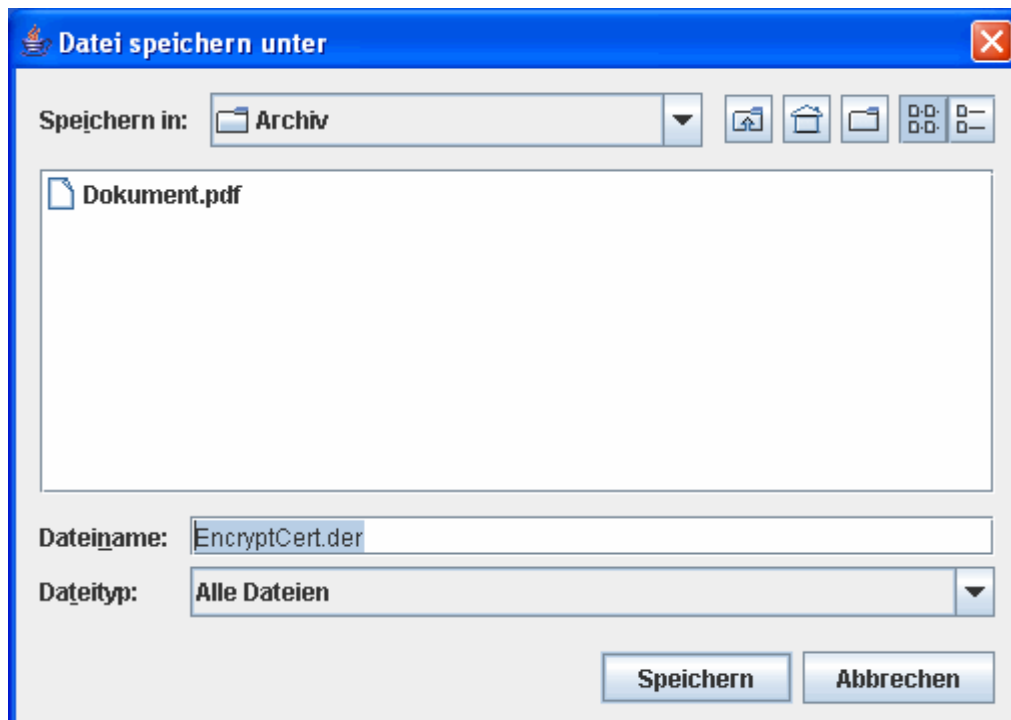 Datei speichern unter
Speichern in: Archiv
Dokument.pdf
Dateiname: EncryptCert.der
Dateityp: Alle Dateien
Speichern Abbrechen